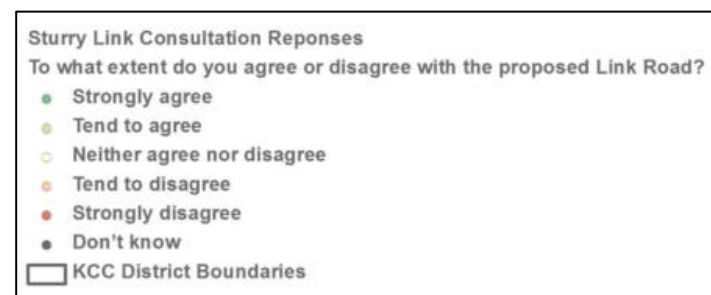 Sturry Link Consultation Reponses
To what extent do you agree or disagree with the proposed Link Road?
Strongly agree
Tend to agree
Neither agree nor disagree
Tend to disagree
Strongly disagree
Don't know
KCC District Boundaries